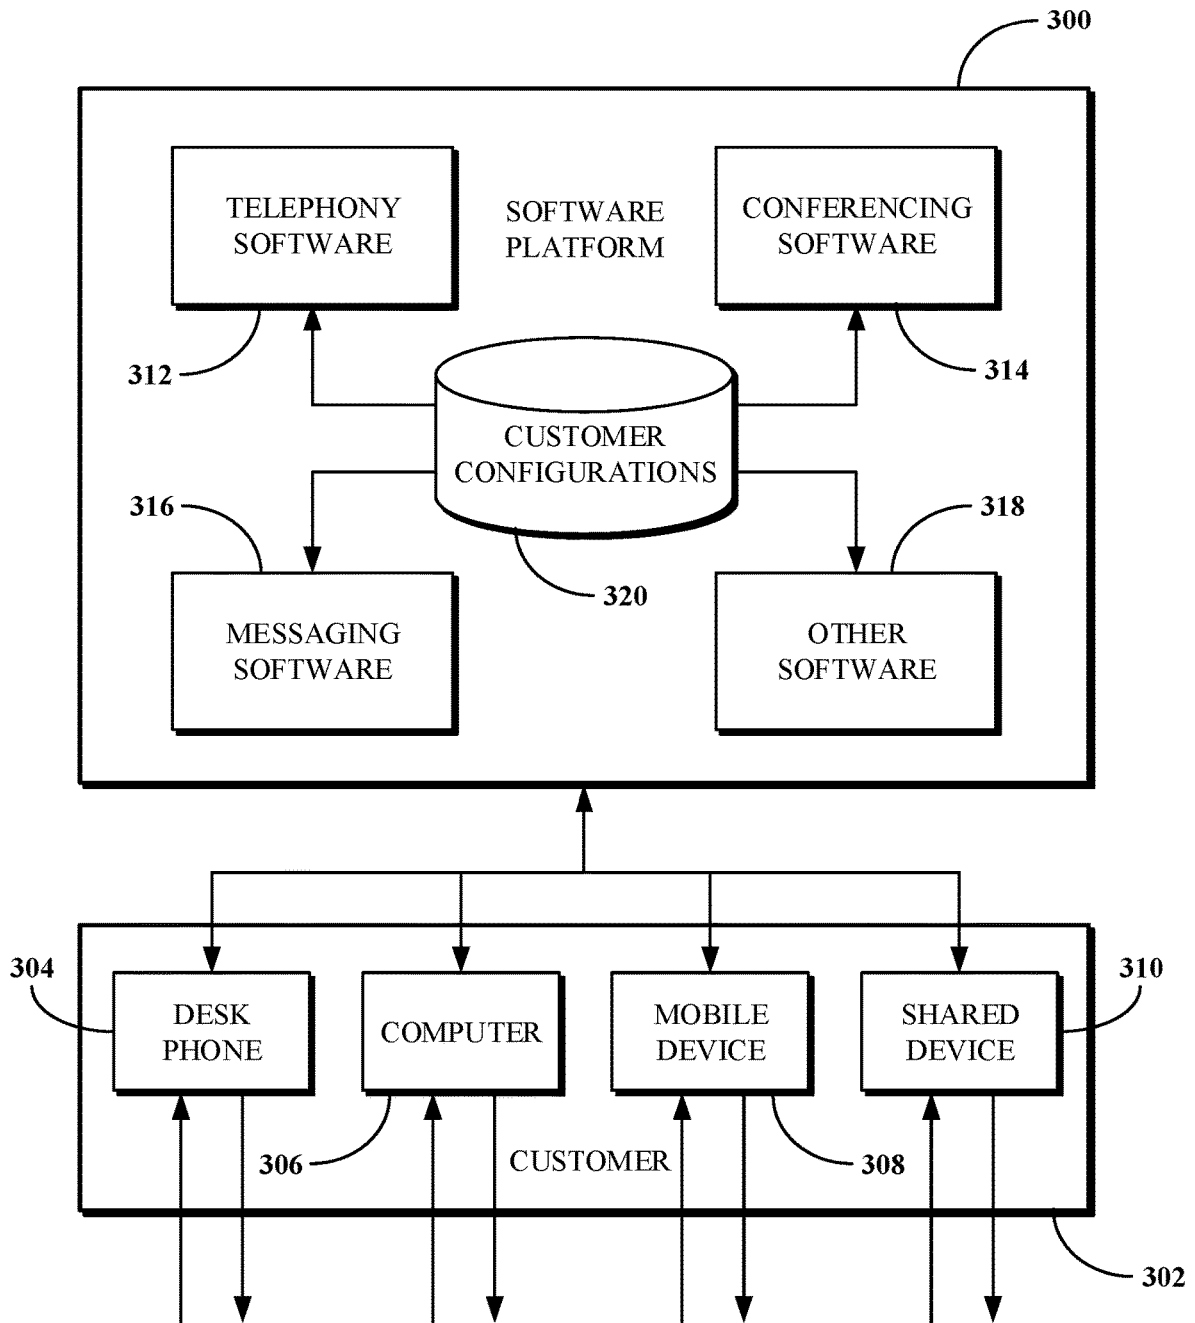 300
TELEPHONY
SOFTWARE
SOFTWARE
PLATFORM
CONFERENCING
SOFTWARE
312
314
CUSTOMER
CONFIGURATIONS
316
318
320
MESSAGING
SOFTWARE
OTHER
SOFTWARE
304
310
DESK
PHONE
COMPUTER
MOBILE
DEVICE
SHARED
DEVICE
306
CUSTOMER
308
302